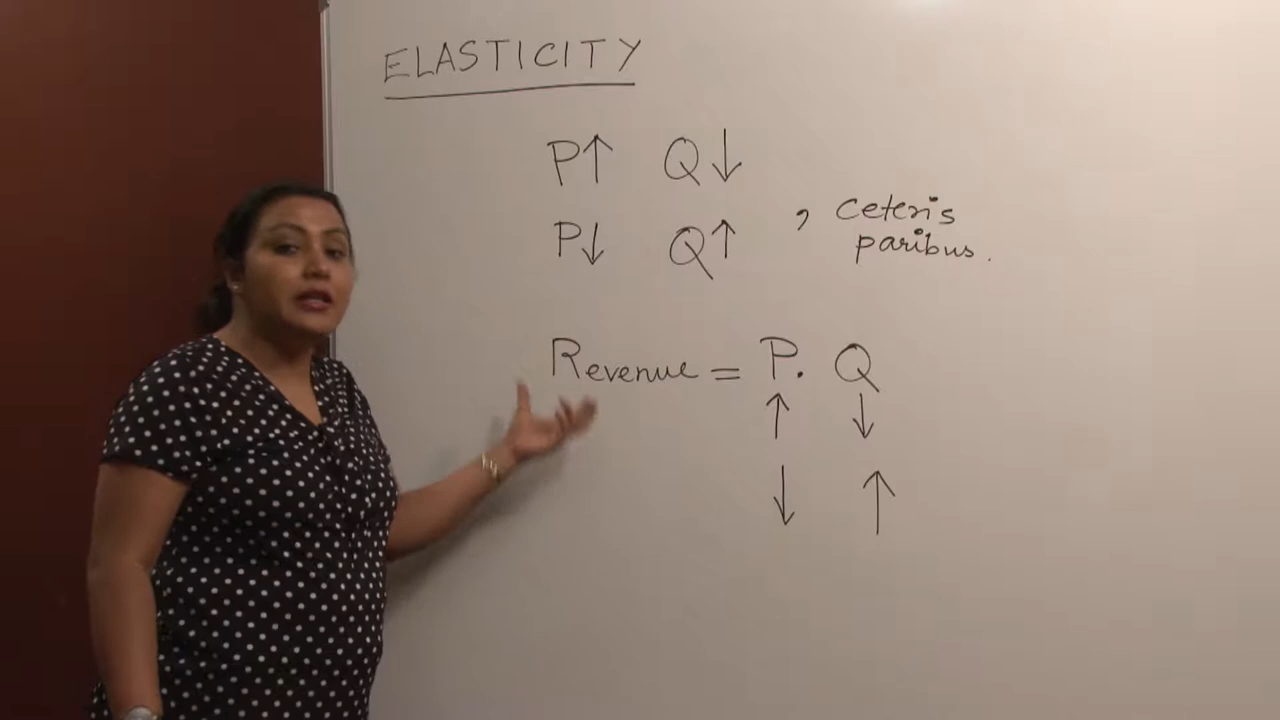 ELASTICITY
P↑ Q↓
P↓ Q↑ , ceteris
paribus.
Revenue = P. Q
↑ ↓
↓ ↑